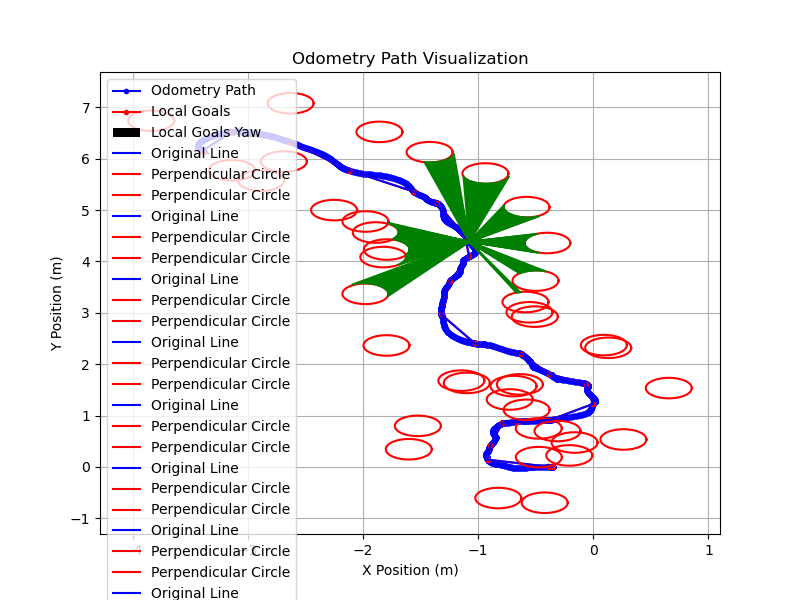 Odometry Path Visualization
Y Position (m)
7
6
5
4
3
2
1
0
−1
−2
−1
0
1
X Position (m)
Odometry Path
Local Goals
Local Goals Yaw
Original Line
Perpendicular Circle
Perpendicular Circle
Original Line
Perpendicular Circle
Perpendicular Circle
Original Line
Perpendicular Circle
Perpendicular Circle
Original Line
Perpendicular Circle
Perpendicular Circle
Original Line
Perpendicular Circle
Perpendicular Circle
Original Line
Perpendicular Circle
Perpendicular Circle
Original Line
Perpendicular Circle
Perpendicular Circle
Original Line